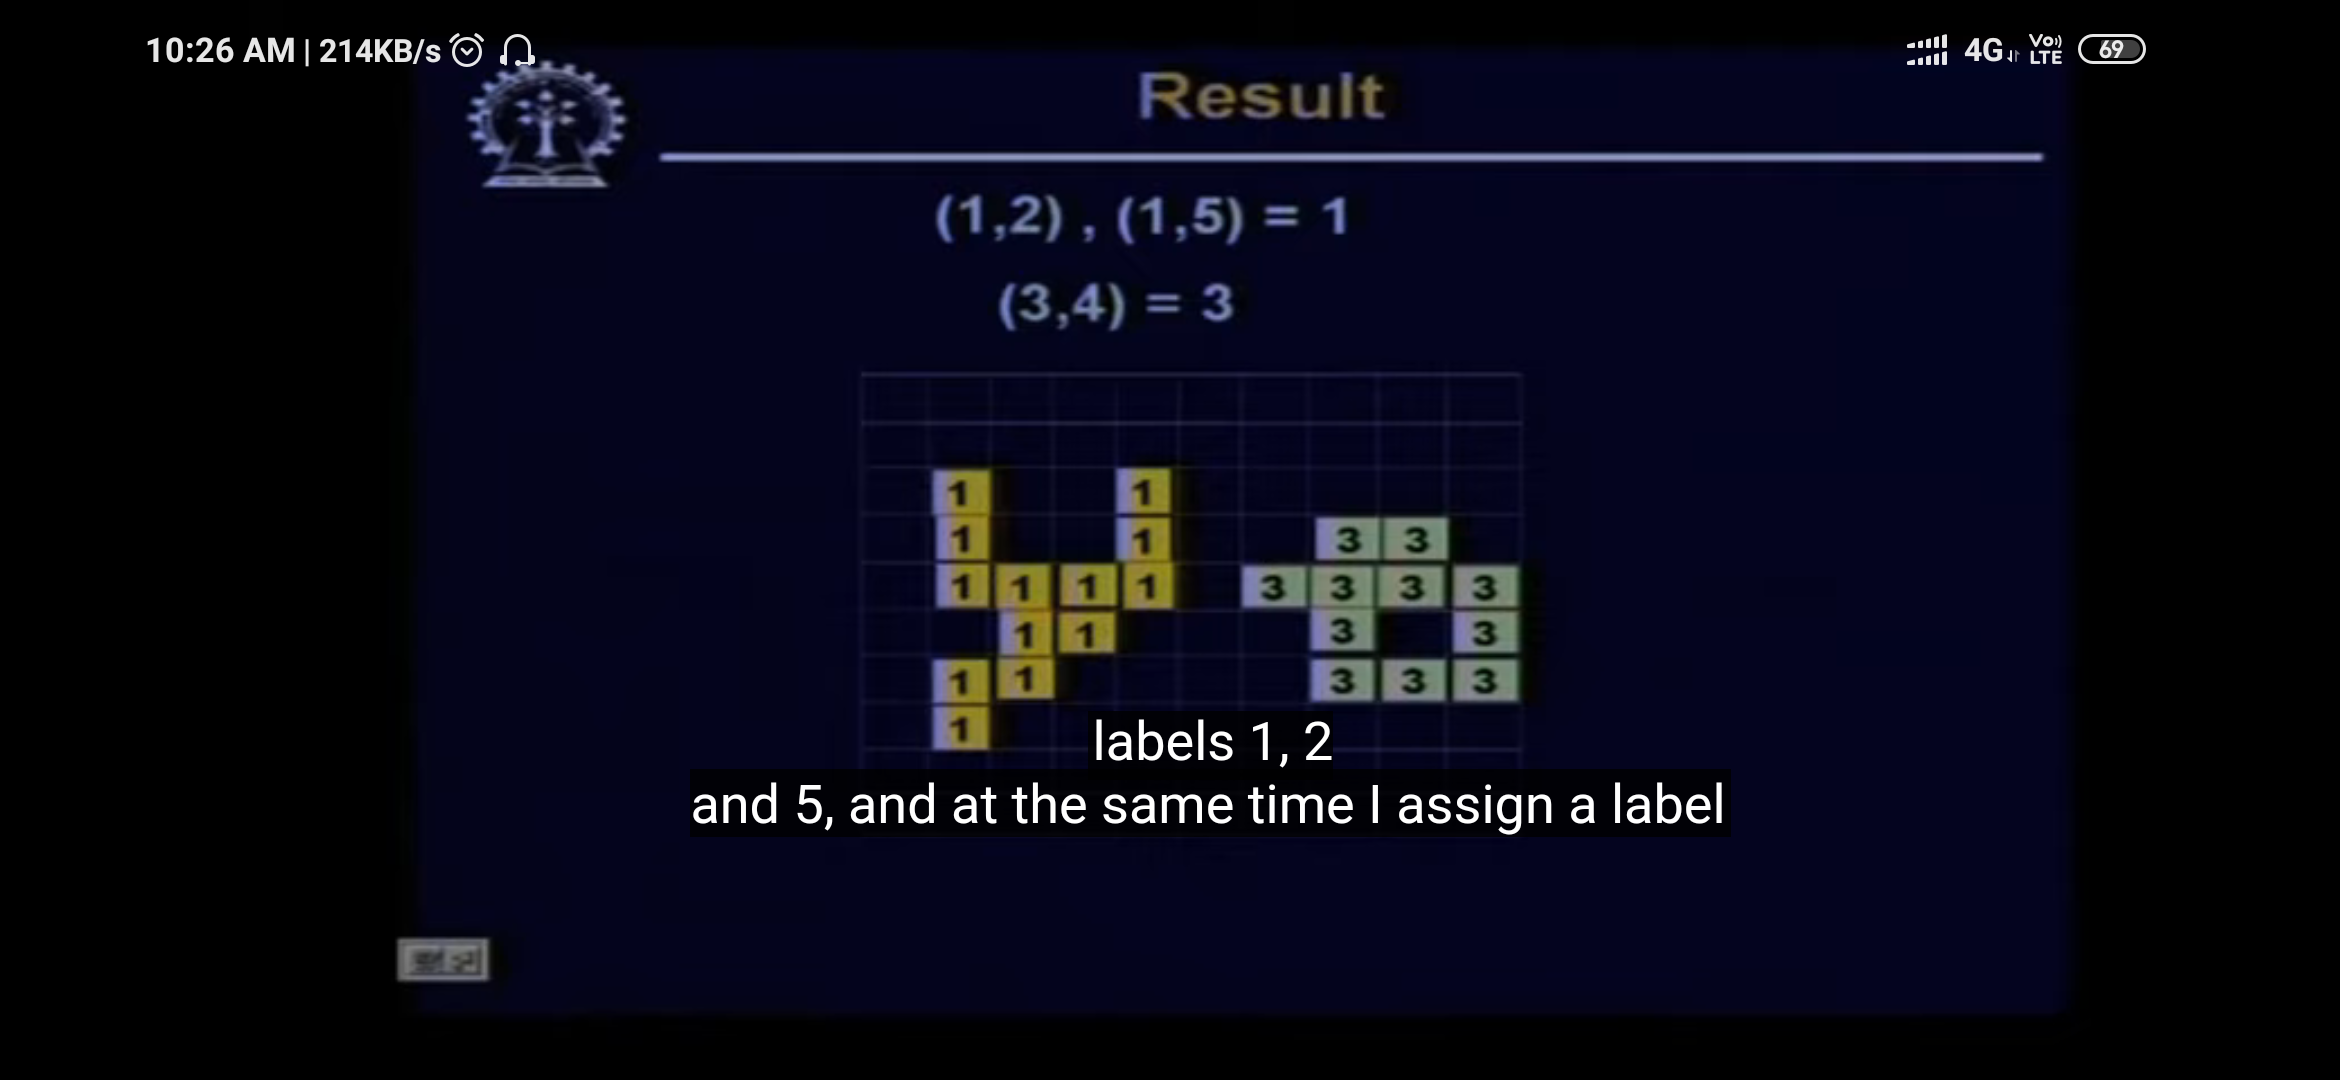 10:26 AM | 214KB/s 4G Vo) LTE 69
Result
(1,2) , (1,5) = 1
(3,4) = 3
1 1
1 1 3 3
1 1 1 1 3 3 3 3
1 1 3 3
1 1 3 3 3
1
labels 1, 2
and 5, and at the same time I assign a label